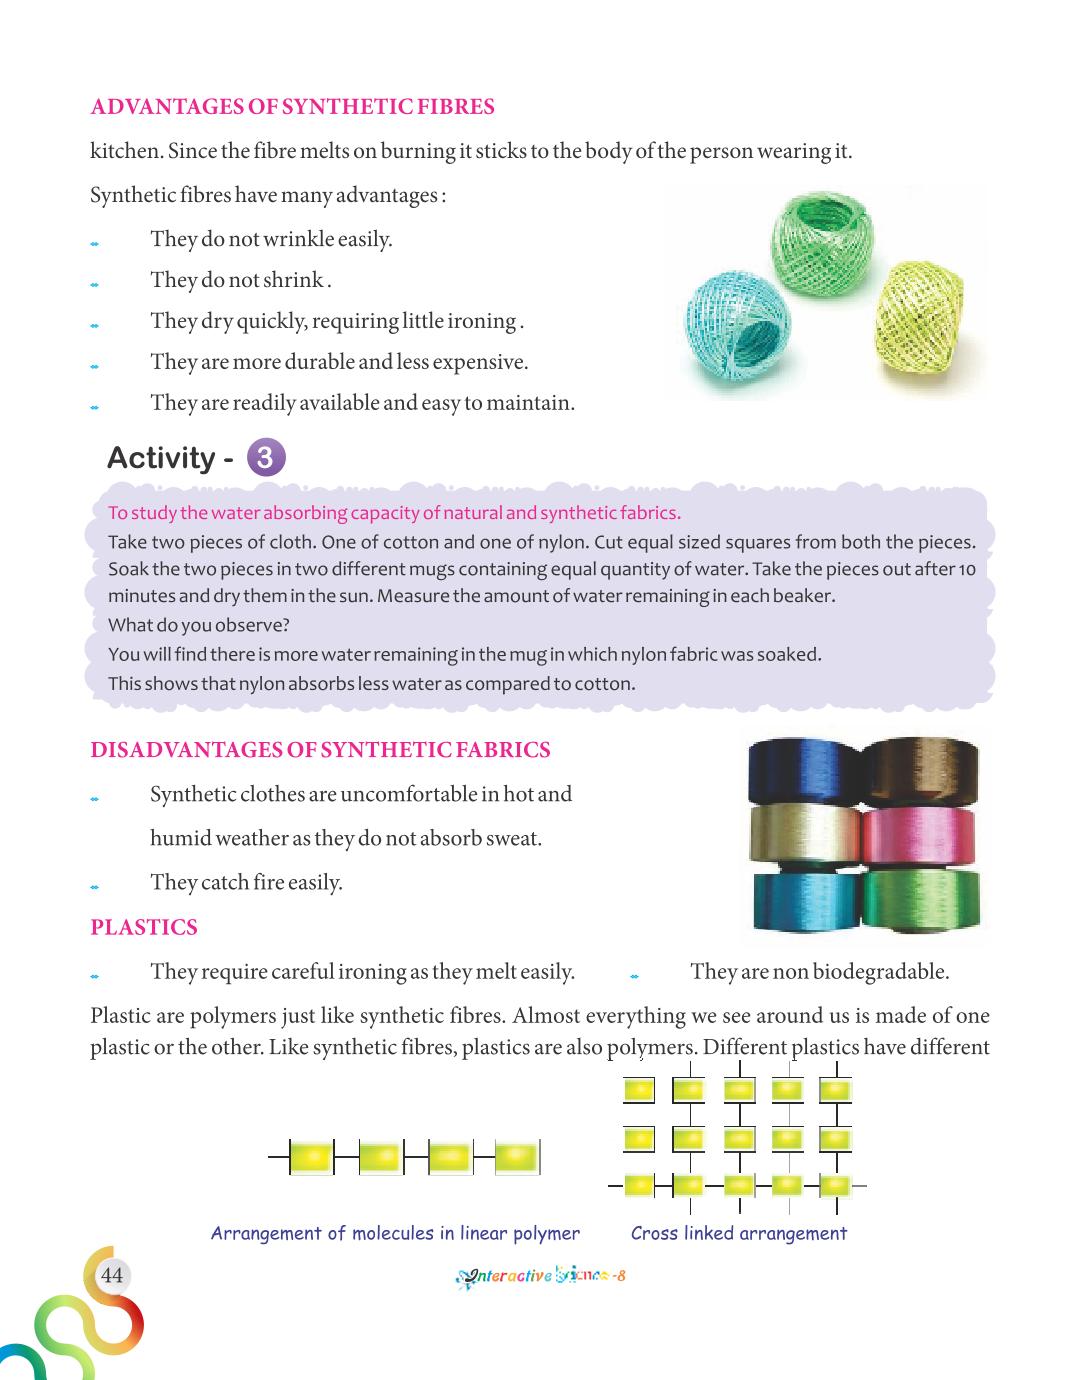 ADVANTAGES OF SYNTHETIC FIBRES
kitchen. Since the fibre melts on burning it sticks to the body of the person wearing it.
Synthetic fibres have many advantages :
They do not wrinkle easily.
They do not shrink .
They dry quickly, requiring little ironing .
They are more durable and less expensive.
They are readily available and easy to maintain.
Activity - 3
To study the water absorbing capacity of natural and synthetic fabrics.
Take two pieces of cloth. One of cotton and one of nylon. Cut equal sized squares from both the pieces.
Soak the two pieces in two different mugs containing equal quantity of water. Take the pieces out after 10
minutes and dry them in the sun. Measure the amount of water remaining in each beaker.
What do you observe?
You will find there is more water remaining in the mug in which nylon fabric was soaked.
This shows that nylon absorbs less water as compared to cotton.
DISADVANTAGES OF SYNTHETIC FABRICS
Synthetic clothes are uncomfortable in hot and
humid weather as they do not absorb sweat.
They catch fire easily.
PLASTICS
They require careful ironing as they melt easily.
They are non biodegradable.
Plastic are polymers just like synthetic fibres. Almost everything we see around us is made of one
plastic or the other. Like synthetic fibres, plastics are also polymers. Different plastics have different
Arrangement of molecules in linear polymer
Cross linked arrangement
44
Interactive Science-8